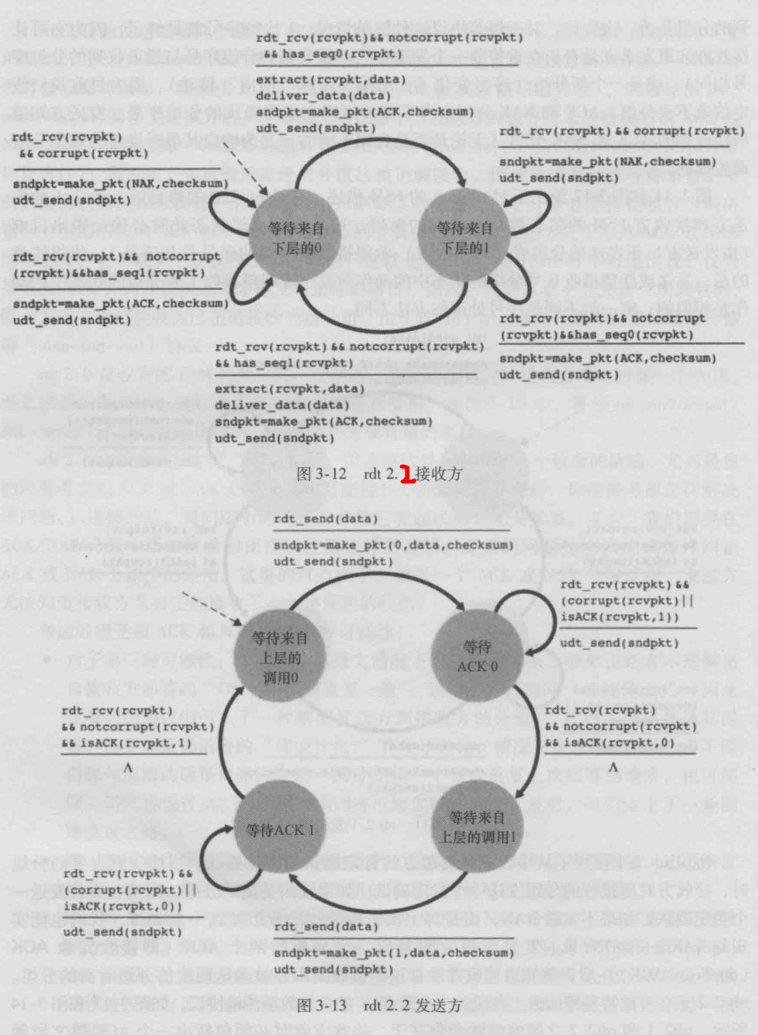 rdt_rcv(rcvpkt)&& notcorrupt(rcvpkt)
&& has_seq0(rcvpkt)
extract(rcvpkt,data)
deliver_data(data)
sndpkt=make_pkt(ACK,checksum)
udt_send(sndpkt)
rdt_rcv(rcvpkt)
&& corrupt(rcvpkt)
sndpkt=make_pkt(NAK,checksum)
udt_send(sndpkt)
rdt_rcv(rcvpkt)&& corrupt(rcvpkt)
sndpkt=make_pkt(NAK,checksum)
udt_send(sndpkt)
等待来自
下层的0
等待来自
下层的1
rdt_rcv(rcvpkt)&& notcorrupt
(rcvpkt)&&has_seq1(rcvpkt)
sndpkt=make_pkt(ACK,checksum)
udt_send(sndpkt)
rdt_rcv(rcvpkt)&& notcorrupt
(rcvpkt)&&has_seq0(rcvpkt)
sndpkt=make_pkt(ACK,checksum)
udt_send(sndpkt)
rdt_rcv(rcvpkt)&& notcorrupt(rcvpkt)
&& has_seq1(rcvpkt)
extract(rcvpkt,data)
deliver_data(data)
sndpkt=make_pkt(ACK,checksum)
udt_send(sndpkt)
图 3-12 rdt 2.1接收方
rdt_send(data)
sndpkt=make_pkt(0,data,checksum)
udt_send(sndpkt)
等待来自
上层的
调用0
等待
ACK 0
rdt_rcv(rcvpkt)&&
(corrupt(rcvpkt)||
isACK(rcvpkt,1))
udt_send(sndpkt)
rdt_rcv(rcvpkt)
&& notcorrupt(rcvpkt)
&& isACK(rcvpkt,1)
Λ
rdt_rcv(rcvpkt)
&& notcorrupt(rcvpkt)
&& isACK(rcvpkt,0)
Λ
等待ACK 1
等待来自
上层的调用1
rdt_rcv(rcvpkt)&&
(corrupt(rcvpkt)||
isACK(rcvpkt,0))
udt_send(sndpkt)
rdt_send(data)
sndpkt=make_pkt(1,data,checksum)
udt_send(sndpkt)
图 3-13 rdt 2.2 发送方